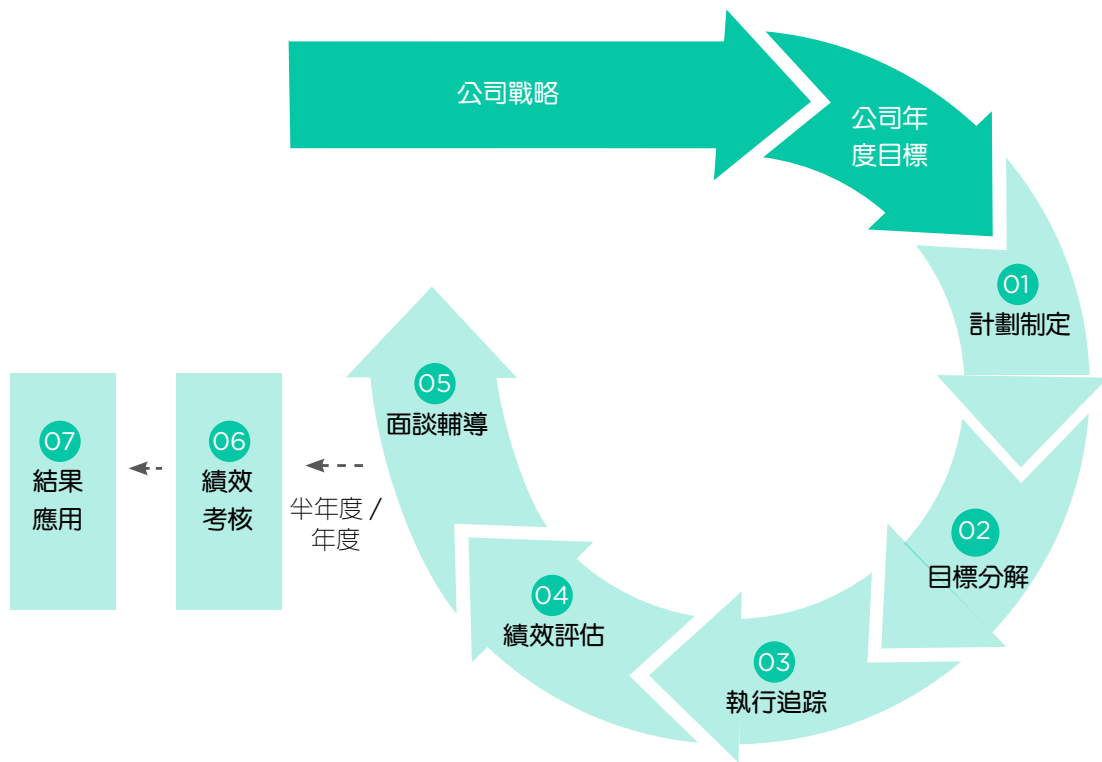 公司戰略
公司年
度目標
01
計劃制定
02
目標分解
03
執行追踪
04
績效評估
05
面談輔導
半年度 /
年度
06
績效
考核
07
結果
應用